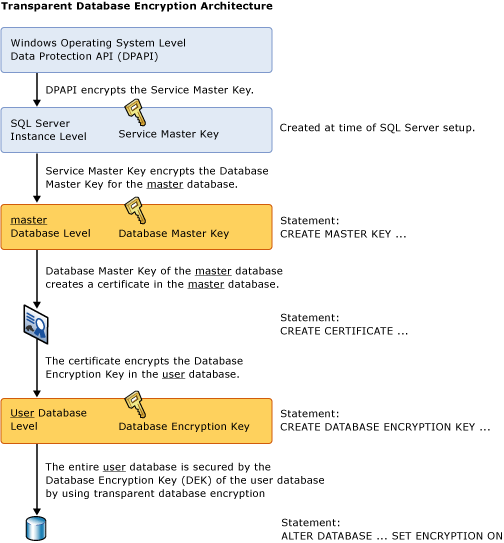 Transparent Database Encryption Architecture
Windows Operating System Level
Data Protection API (DPAPI)
DPAPI encrypts the Service Master Key.
SQL Server
Instance Level
Service Master Key
Created at time of SQL Server setup.
Service Master Key encrypts the Database
Master Key for the master database.
master
Database Level
Database Master Key
Statement:
CREATE MASTER KEY ...
Database Master Key of the master database
creates a certificate in the master database.
Statement:
CREATE CERTIFICATE ...
The certificate encrypts the Database
Encryption Key in the user database.
User Database
Level
Database Encryption Key
Statement:
CREATE DATABASE ENCRYPTION KEY ...
The entire user database is secured by the
Database Encryption Key (DEK) of the user database
by using transparent database encryption
Statement:
ALTER DATABASE ... SET ENCRYPTION ON